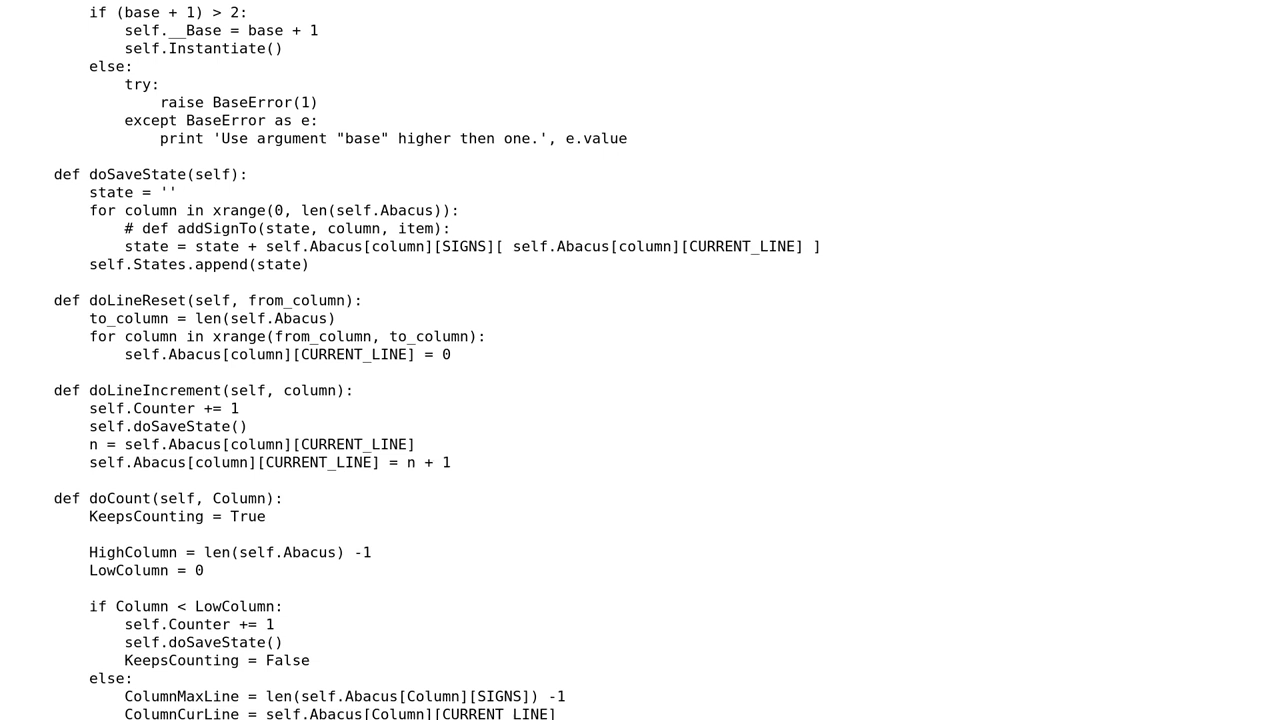 if (base + 1) > 2:
self.__Base = base + 1
self.Instantiate()
else:
try:
raise BaseError(1)
except BaseError as e:
print 'Use argument "base" higher then one.', e.value
def doSaveState(self):
state = ''
for column in xrange(0, len(self.Abacus)):
# def addSignTo(state, column, item):
state = state + self.Abacus[column][SIGNS][ self.Abacus[column][CURRENT_LINE] ]
self.States.append(state)
def doLineReset(self, from_column):
to_column = len(self.Abacus)
for column in xrange(from_column, to_column):
self.Abacus[column][CURRENT_LINE] = 0
def doLineIncrement(self, column):
self.Counter += 1
self.doSaveState()
n = self.Abacus[column][CURRENT_LINE]
self.Abacus[column][CURRENT_LINE] = n + 1
def doCount(self, Column):
KeepsCounting = True
HighColumn = len(self.Abacus) -1
LowColumn = 0
if Column < LowColumn:
self.Counter += 1
self.doSaveState()
KeepsCounting = False
else:
ColumnMaxLine = len(self.Abacus[Column][SIGNS]) -1
ColumnCurLine = self.Abacus[Column][CURRENT_LINE]